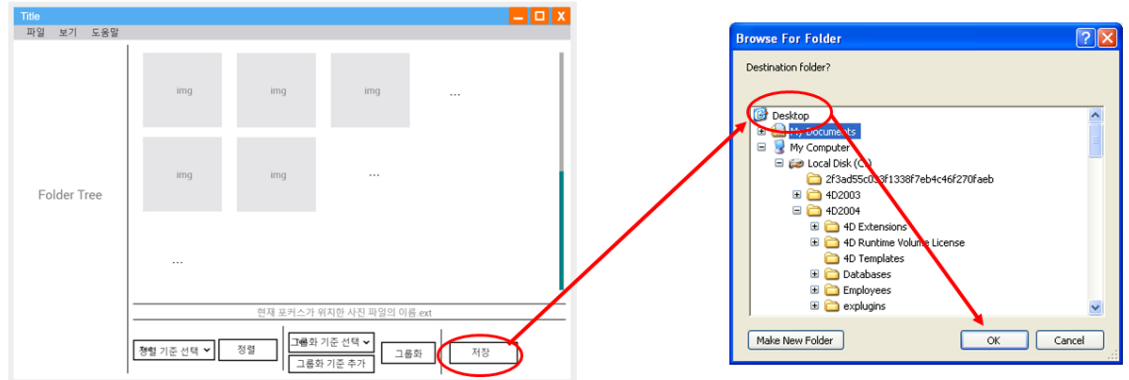 Title
파일 보기 도움말
img img img ...
img img ...
Folder Tree
...
현재 포커스가 위치한 사진 파일의 이름 ext
정렬 기준 선택 정렬 그룹화 기준 선택 그룹화 저장
그룹화 기준 추가
Browse For Folder
Destination folder?
Desktop
My Documents
My Computer
Local Disk (C:)
2f3ad55c033f1338f7eb4c46f270faeb
4D2003
4D2004
4D Extensions
4D Runtime Volume License
4D Templates
Databases
Employees
explugins
Make New Folder OK Cancel